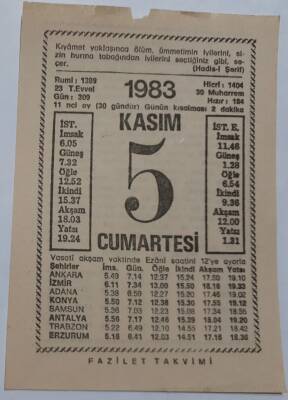 Kıyâmet yaklaşınca ölüm, ümmetimin iyilerini, si-
zin hurma tabağından iyilerini seçtiğiniz gibi, se-
çer. (Hadîs-i Şerîf)
Rumî: 1399 1983 Hicrî: 1404
23 T.Evvel 30 Muharrem
Gün: 309 Hızır: 184
11 nci ay (30 gündür) Günün kısalması 2 dakika
KASIM
5
CUMARTESİ
İST.
İmsak
6.05
Güneş
7.32
Öğle
12.52
İkindi
15.37
Akşam
18.03
Yatsı
19.24
İST. E.
İmsak
11.46
Güneş
1.28
Öğle
6.54
İkindi
9.36
Akşam
12.00
Yatsı
1.31
Vasatî akşam vaktinde Ezânî saatini 12'ye ayarla
Şehirler İms. Gün. Öğle İkindi Akşam Yatsı
ANKARA 5.49 7.14 12.37 15.24 17.50 19.10
İZMİR 6.11 7.34 13.00 15.50 18.16 19.33
ADANA 5.38 6.59 12.27 15.20 17.46 19.02
KONYA 5.50 7.12 12.38 15.30 17.55 19.12
SAMSUN 5.36 7.03 12.23 15.08 17.34 18.55
ANTALYA 5.56 7.17 12.46 15.39 18.04 19.20
TRABZON 5.22 6.49 12.10 14.55 17.21 18.42
ERZURUM 5.16 6.41 12.03 14.51 17.16 18.36
FAZİLET TAKVİMİ